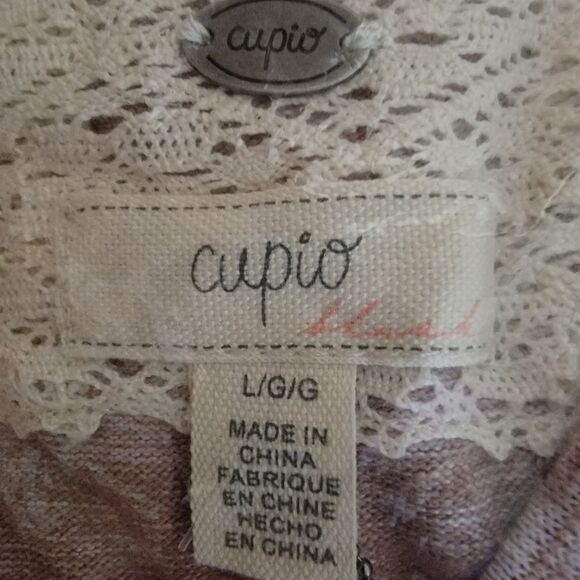 cupio
cupio
blush
L/G/G
MADE IN
CHINA
FABRIQUE
EN CHINE
HECHO
EN CHINA